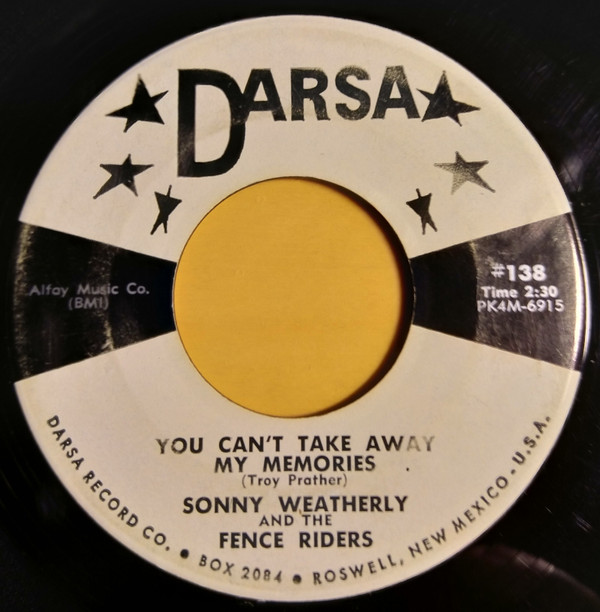 DARSA
Alfay Music Co.
(BMI)
#138
Time 2:30
PK4M-6915
YOU CAN'T TAKE AWAY
MY MEMORIES
(Troy Prather)
SONNY WEATHERLY
AND THE
FENCE RIDERS
DARSA RECORD CO. • BOX 2084 • ROSWELL, NEW MEXICO - U.S.A.